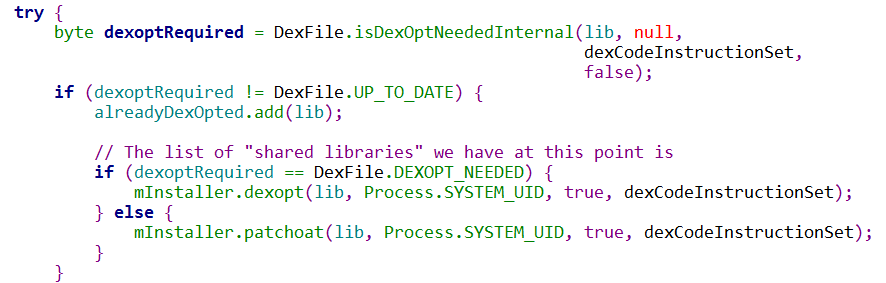 try {
    byte dexoptRequired = DexFile.isDexOptNeededInternal(lib, null,
                                                         dexCodeInstructionSet,
                                                         false);
    if (dexoptRequired != DexFile.UP_TO_DATE) {
        alreadyDexOpted.add(lib);

        // The list of "shared libraries" we have at this point is
        if (dexoptRequired == DexFile.DEXOPT_NEEDED) {
            mInstaller.dexopt(lib, Process.SYSTEM_UID, true, dexCodeInstructionSet);
        } else {
            mInstaller.patchoat(lib, Process.SYSTEM_UID, true, dexCodeInstructionSet);
        }
    }